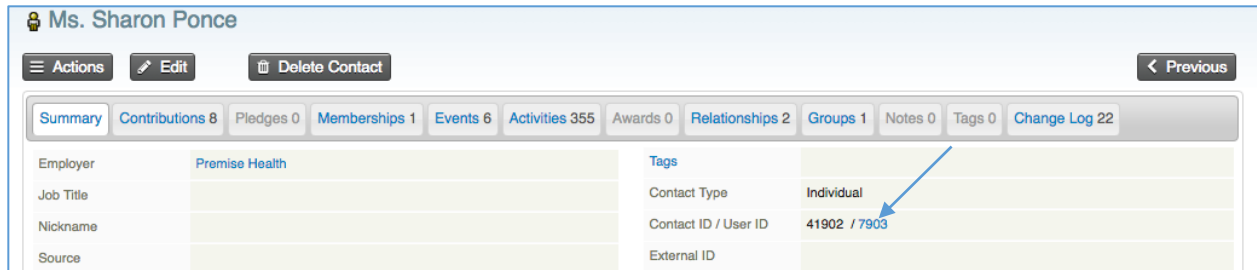 Ms. Sharon Ponce
Actions Edit Delete Contact Previous
Summary Contributions 8 Pledges 0 Memberships 1 Events 6 Activities 355 Awards 0 Relationships 2 Groups 1 Notes 0 Tags 0 Change Log 22
Employer Premise Health Tags
Job Title Contact Type Individual
Nickname Contact ID / User ID 41902 / 7903
Source External ID